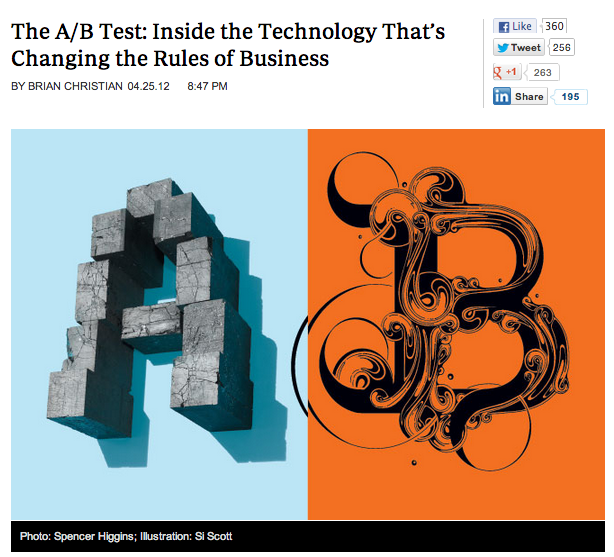 The A/B Test: Inside the Technology That's
Changing the Rules of Business
BY BRIAN CHRISTIAN 04.25.12 8:47 PM
Like 360
Tweet 256
g +1 263
in Share 195
A B
Photo: Spencer Higgins; Illustration: Si Scott